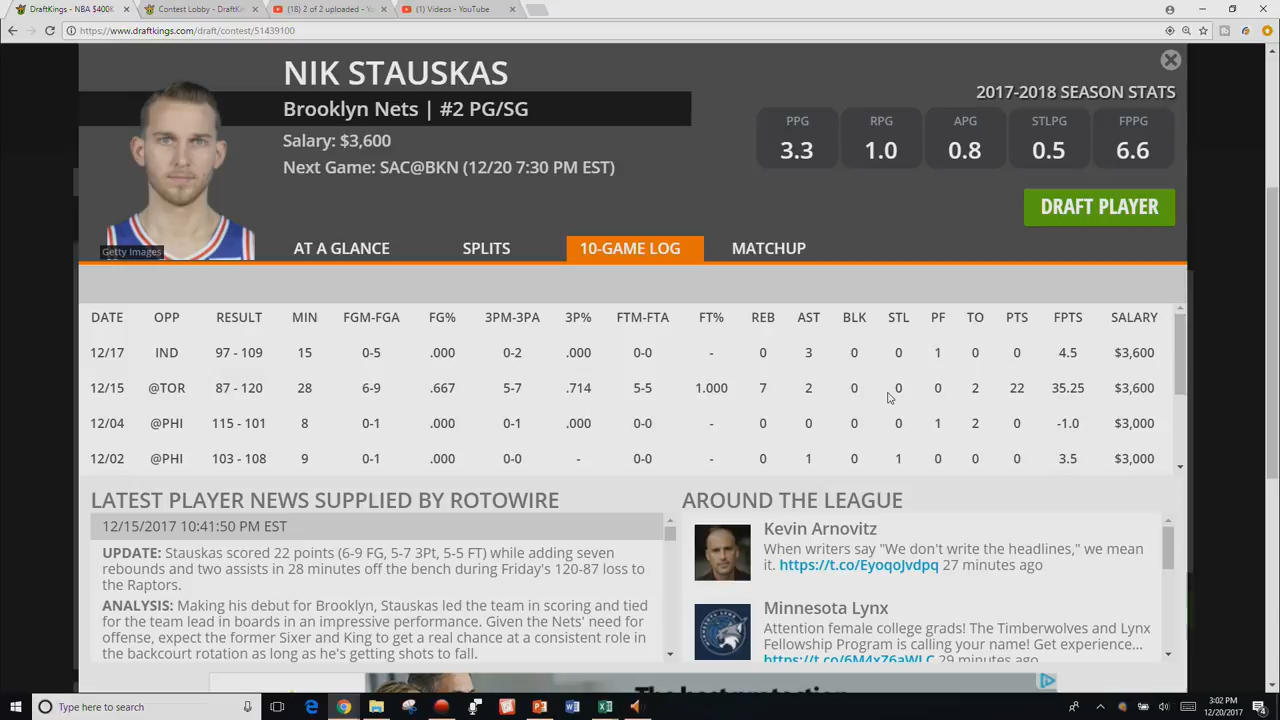 DraftKings - NBA $400K
Contest Lobby - DraftKi
(18) 2 of 2 uploaded - Yo
(1) Videos - YouTube
https://www.draftkings.com/draft/contest/51439100
NIK STAUSKAS
Brooklyn Nets | #2 PG/SG
Salary: $3,600
Next Game: SAC@BKN (12/20 7:30 PM EST)
2017-2018 SEASON STATS
PPG RPG APG STLPG FPPG
3.3 1.0 0.8 0.5 6.6
DRAFT PLAYER
Getty Images
AT A GLANCE SPLITS 10-GAME LOG MATCHUP
DATE OPP RESULT MIN FGM-FGA FG% 3PM-3PA 3P% FTM-FTA FT% REB AST BLK STL PF TO PTS FPTS SALARY
12/17 IND 97 - 109 15 0-5 .000 0-2 .000 0-0 - 0 3 0 0 1 0 0 4.5 $3,600
12/15 @TOR 87 - 120 28 6-9 .667 5-7 .714 5-5 1.000 7 2 0 0 0 2 22 35.25 $3,600
12/04 @PHI 115 - 101 8 0-1 .000 0-1 .000 0-0 - 0 0 0 0 1 2 0 -1.0 $3,000
12/02 @PHI 103 - 108 9 0-1 .000 0-0 - 0-0 - 0 1 0 1 0 0 0 3.5 $3,000
LATEST PLAYER NEWS SUPPLIED BY ROTOWIRE
12/15/2017 10:41:50 PM EST
UPDATE: Stauskas scored 22 points (6-9 FG, 5-7 3Pt, 5-5 FT) while adding seven
rebounds and two assists in 28 minutes off the bench during Friday's 120-87 loss to
the Raptors.
ANALYSIS: Making his debut for Brooklyn, Stauskas led the team in scoring and tied
for the team lead in boards in an impressive performance. Given the Nets' need for
offense, expect the former Sixer and King to get a real chance at a consistent role in
the backcourt rotation as long as he's getting shots to fall.
AROUND THE LEAGUE
Kevin Arnovitz
When writers say "We don't write the headlines," we mean
it. https://t.co/EyoqoJvdpq 27 minutes ago
Minnesota Lynx
Attention female college grads! The Timberwolves and Lynx
Fellowship Program is calling your name! Get experience...
https://t.co/6M4xZ6aWLC 29 minutes ago
The best protection
Type here to search
3:02 PM
12/20/2017